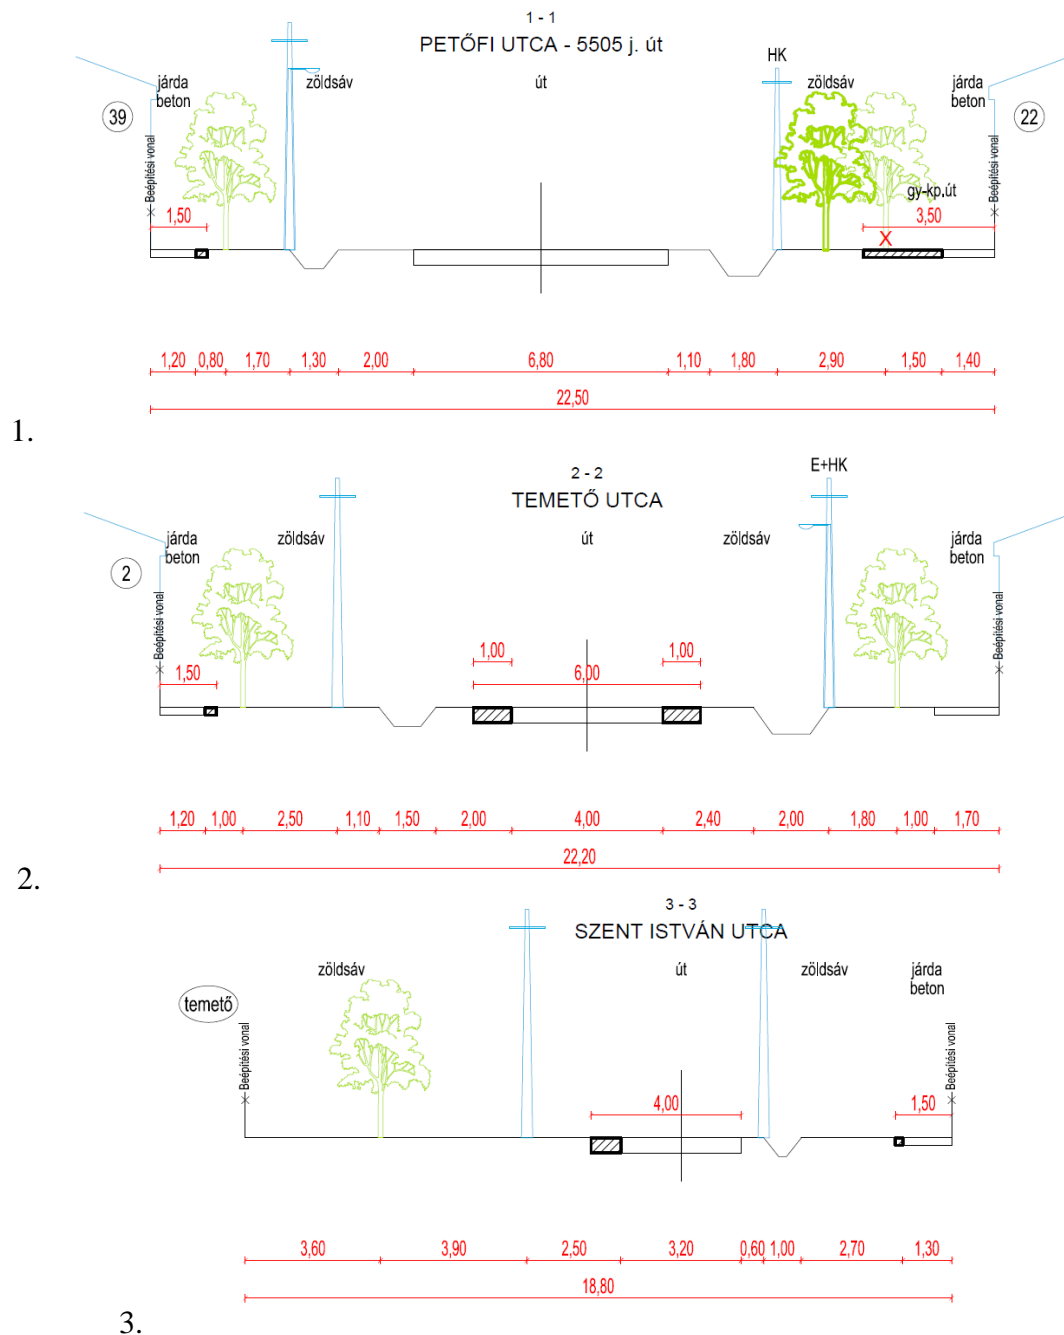 1 - 1
PETŐFI UTCA - 5505 j. út
HK
járda
beton
zöldsáv
út
zöldsáv
járda
beton
39
22
Beépítési vonal
Beépítési vonal
gy-kp.út
1,50
3,50
X
1,20 0,80 1,70 1,30 2,00 6,80 1,10 1,80 2,90 1,50 1,40
22,50
1.
2 - 2
TEMETŐ UTCA
E+HK
járda
beton
zöldsáv
út
zöldsáv
járda
beton
2
Beépítési vonal
Beépítési vonal
1,50
1,00
1,00
6,00
1,20 1,00 2,50 1,10 1,50 2,00 4,00 2,40 2,00 1,80 1,00 1,70
22,20
2.
3 - 3
SZENT ISTVÁN UTCA
zöldsáv
út
zöldsáv
járda
beton
temető
Beépítési vonal
Beépítési vonal
4,00
1,50
3,60 3,90 2,50 3,20 0,60 1,00 2,70 1,30
18,80
3.